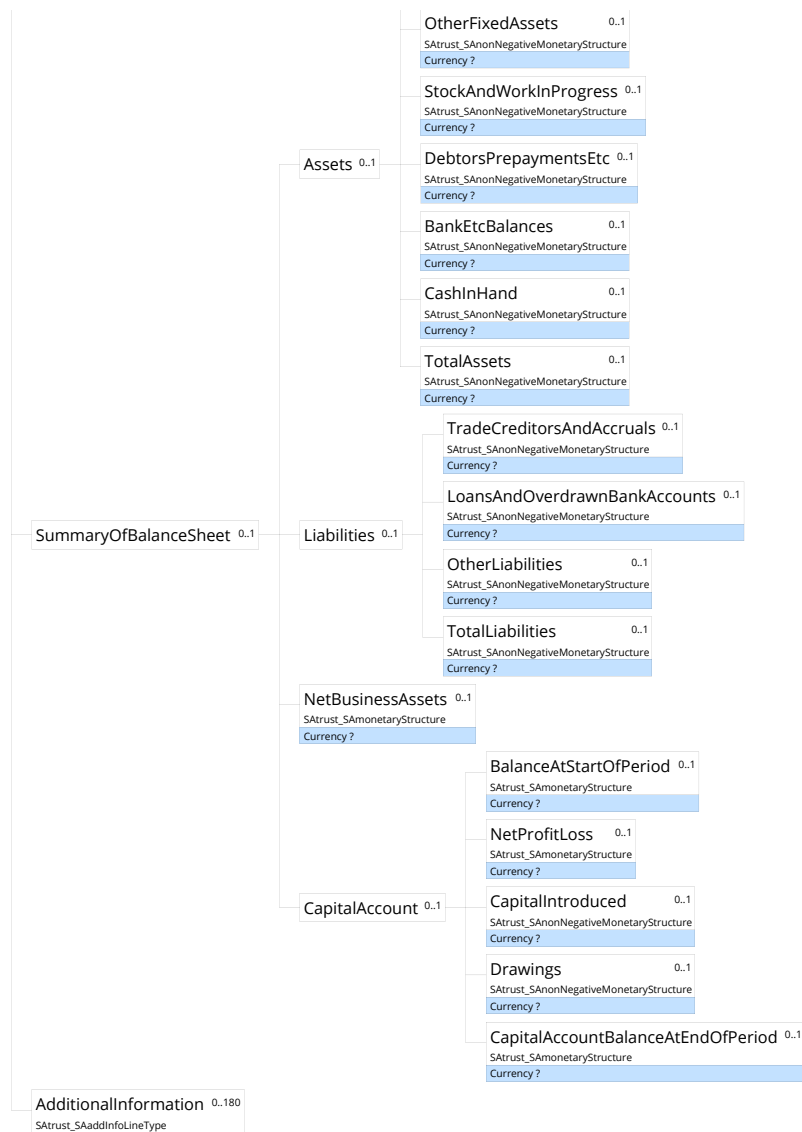 OtherFixedAssets 0..1
SAtrust_SAnonNegativeMonetaryStructure
Currency ?
StockAndWorkInProgress 0..1
SAtrust_SAnonNegativeMonetaryStructure
Currency ?
Assets 0..1
DebtorsPrepaymentsEtc 0..1
SAtrust_SAnonNegativeMonetaryStructure
Currency ?
BankEtcBalances 0..1
SAtrust_SAnonNegativeMonetaryStructure
Currency ?
CashInHand 0..1
SAtrust_SAnonNegativeMonetaryStructure
Currency ?
TotalAssets 0..1
SAtrust_SAnonNegativeMonetaryStructure
Currency ?
TradeCreditorsAndAccruals 0..1
SAtrust_SAnonNegativeMonetaryStructure
Currency ?
LoansAndOverdrawnBankAccounts 0..1
SAtrust_SAnonNegativeMonetaryStructure
Currency ?
SummaryOfBalanceSheet 0..1
Liabilities 0..1
OtherLiabilities 0..1
SAtrust_SAnonNegativeMonetaryStructure
Currency ?
TotalLiabilities 0..1
SAtrust_SAnonNegativeMonetaryStructure
Currency ?
NetBusinessAssets 0..1
SAtrust_SAmonetaryStructure
Currency ?
BalanceAtStartOfPeriod 0..1
SAtrust_SAmonetaryStructure
Currency ?
NetProfitLoss 0..1
SAtrust_SAmonetaryStructure
Currency ?
CapitalAccount 0..1
CapitalIntroduced 0..1
SAtrust_SAnonNegativeMonetaryStructure
Currency ?
Drawings 0..1
SAtrust_SAnonNegativeMonetaryStructure
Currency ?
CapitalAccountBalanceAtEndOfPeriod 0..1
SAtrust_SAmonetaryStructure
Currency ?
AdditionalInformation 0..180
SAtrust_SAaddInfoLineType